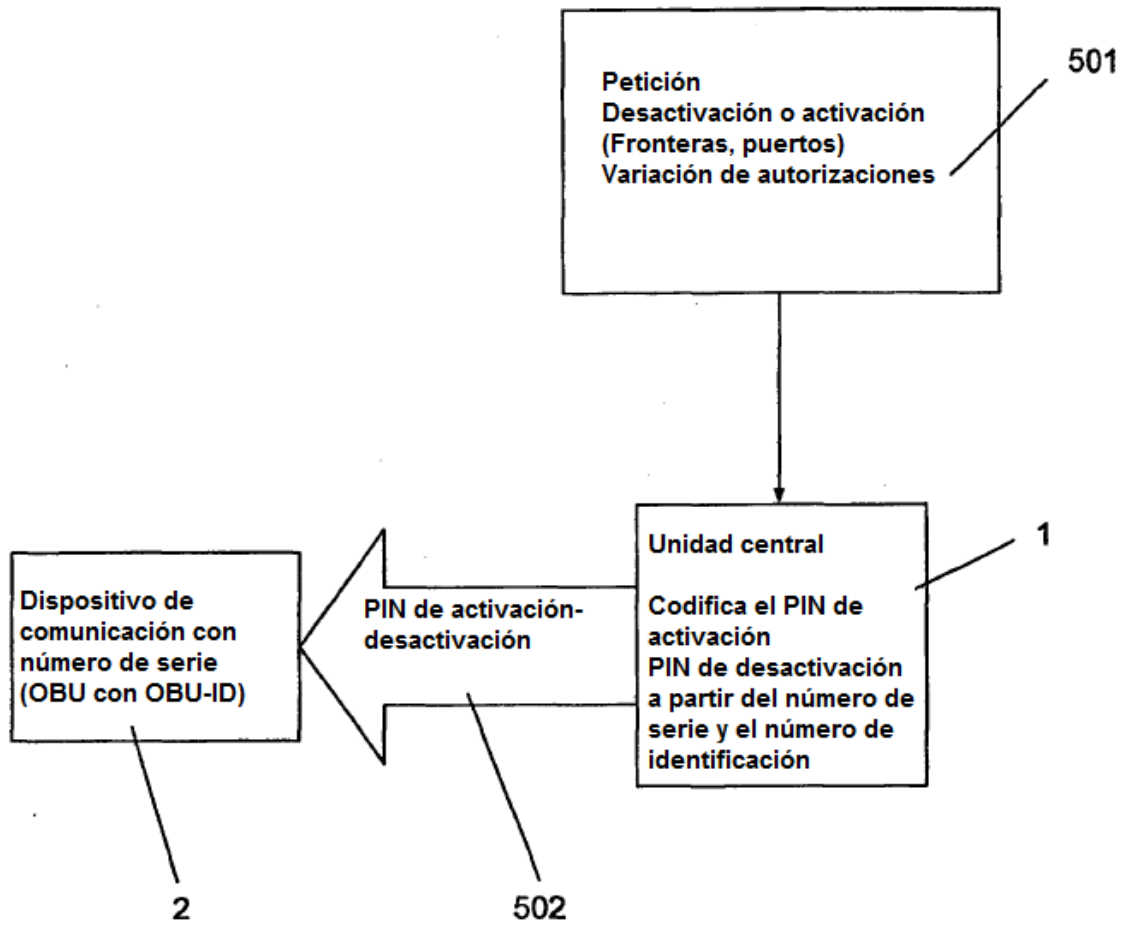 Petición
Desactivación o activación
(Fronteras, puertos)
Variación de autorizaciones
501
Unidad central
Codifica el PIN de
activación
PIN de desactivación
a partir del número de
serie y el número de
identificación
1
PIN de activación-
desactivación
502
Dispositivo de
comunicación con
número de serie
(OBU con OBU-ID)
2